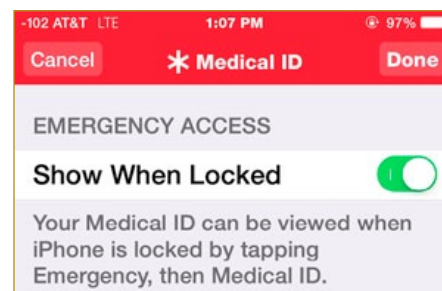 -102 AT&T LTE 1:07 PM 97%
Cancel Medical ID Done
EMERGENCY ACCESS
Show When Locked
Your Medical ID can be viewed when
iPhone is locked by tapping
Emergency, then Medical ID.